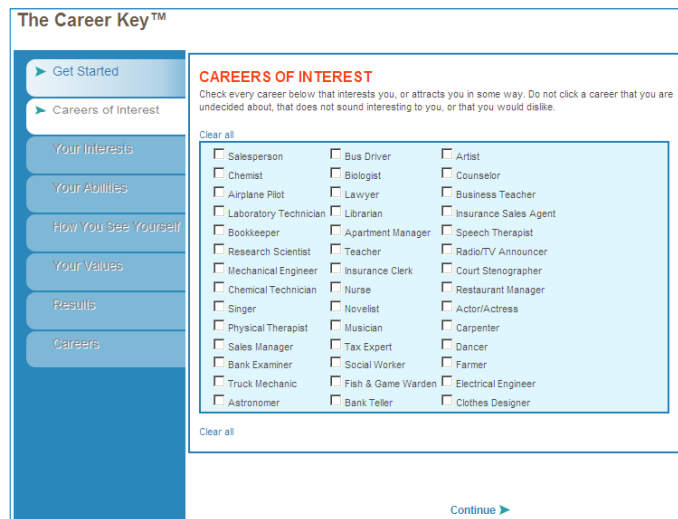 The Career Key™
Get Started
Careers of Interest
Your Interests
Your Abilities
How You See Yourself
Your Values
Results
Careers
CAREERS OF INTEREST
Check every career below that interests you, or attracts you in some way. Do not click a career that you are
undecided about, that does not sound interesting to you, or that you would dislike.
Clear all
Salesperson Bus Driver Artist
Chemist Biologist Counselor
Airplane Pilot Lawyer Business Teacher
Laboratory Technician Librarian Insurance Sales Agent
Bookkeeper Apartment Manager Speech Therapist
Research Scientist Teacher Radio/TV Announcer
Mechanical Engineer Insurance Clerk Court Stenographer
Chemical Technician Nurse Restaurant Manager
Singer Novelist Actor/Actress
Physical Therapist Musician Carpenter
Sales Manager Tax Expert Dancer
Bank Examiner Social Worker Farmer
Truck Mechanic Fish & Game Warden Electrical Engineer
Astronomer Bank Teller Clothes Designer
Clear all
Continue